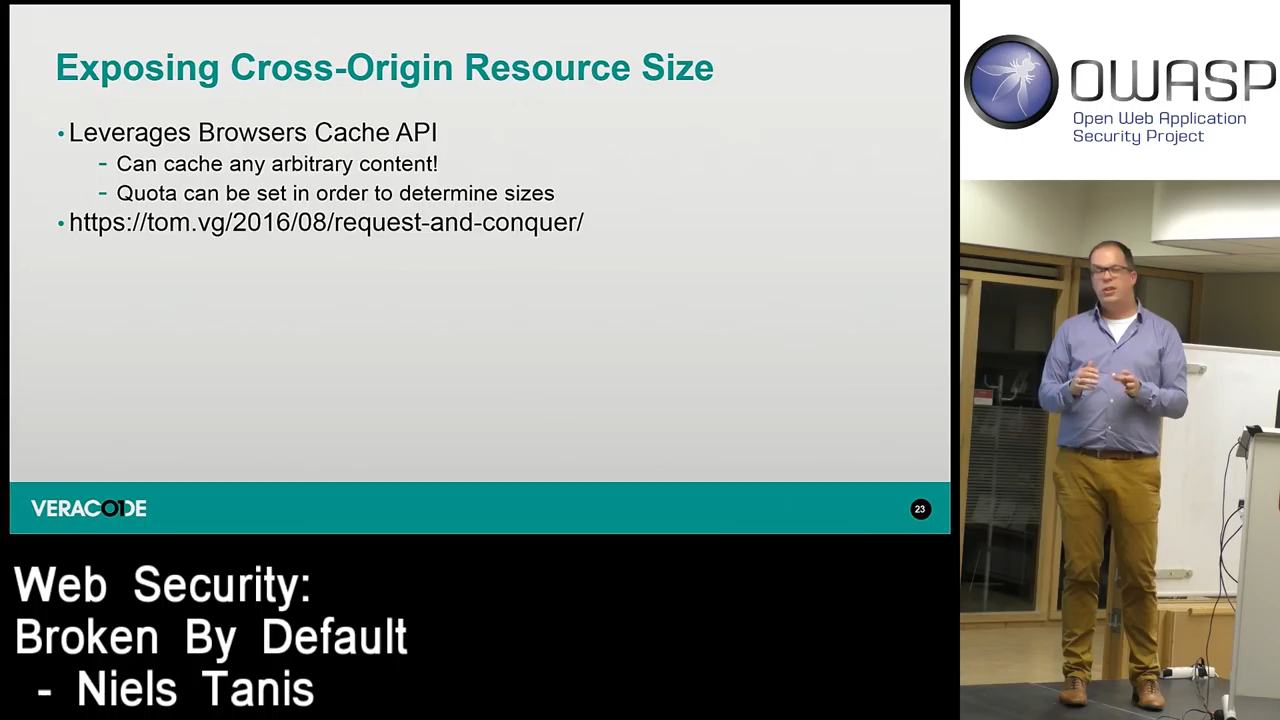 Exposing Cross-Origin Resource Size
• Leverages Browsers Cache API
- Can cache any arbitrary content!
- Quota can be set in order to determine sizes
• https://tom.vg/2016/08/request-and-conquer/
VERACODE
23
OWASP
Open Web Application
Security Project
Web Security:
Broken By Default
- Niels Tanis